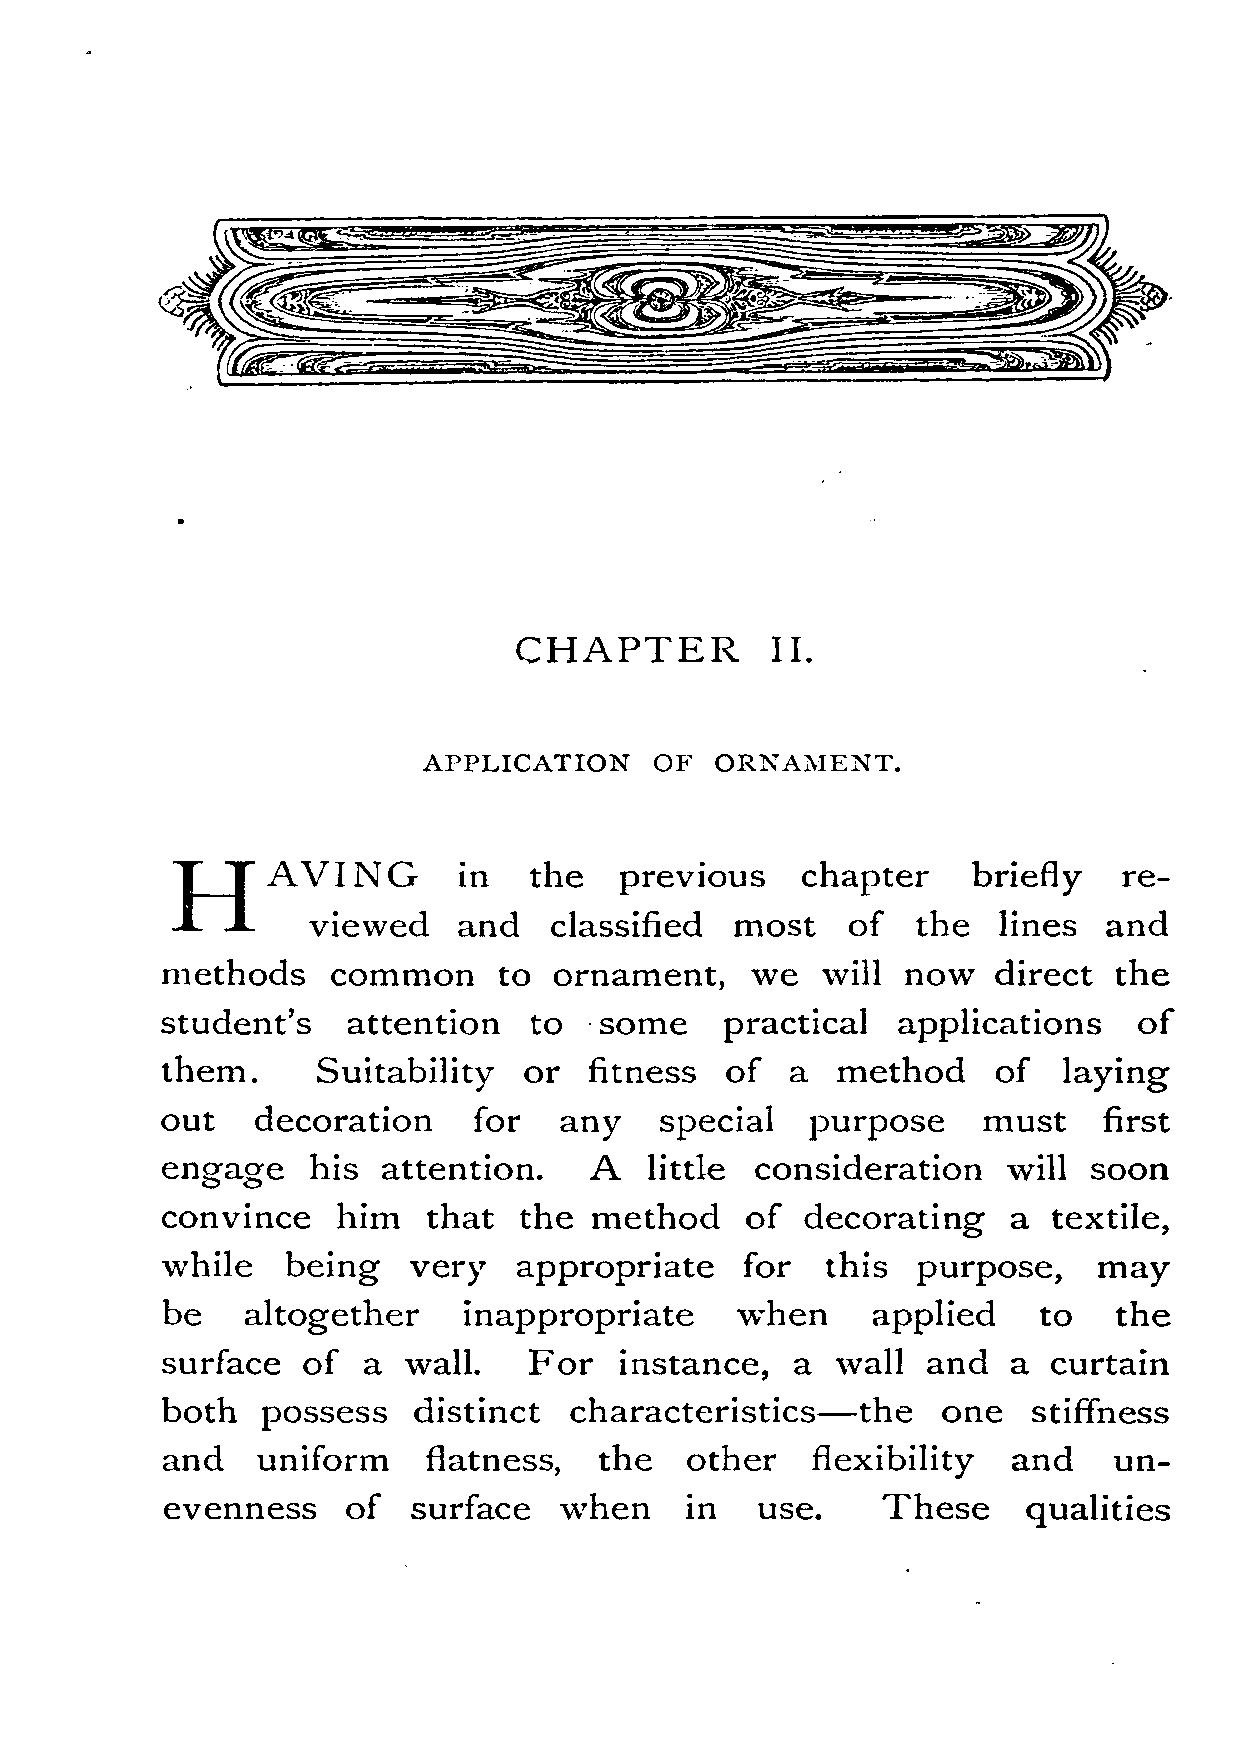 CHAPTER II.
APPLICATION OF ORNAMENT.
HAVING in the previous chapter briefly re-
viewed and classified most of the lines and
methods common to ornament, we will now direct the
student's attention to some practical applications of
them. Suitability or fitness of a method of laying
out decoration for any special purpose must first
engage his attention. A little consideration will soon
convince him that the method of decorating a textile,
while being very appropriate for this purpose, may
be altogether inappropriate when applied to the
surface of a wall. For instance, a wall and a curtain
both possess distinct characteristics—the one stiffness
and uniform flatness, the other flexibility and un-
evenness of surface when in use. These qualities